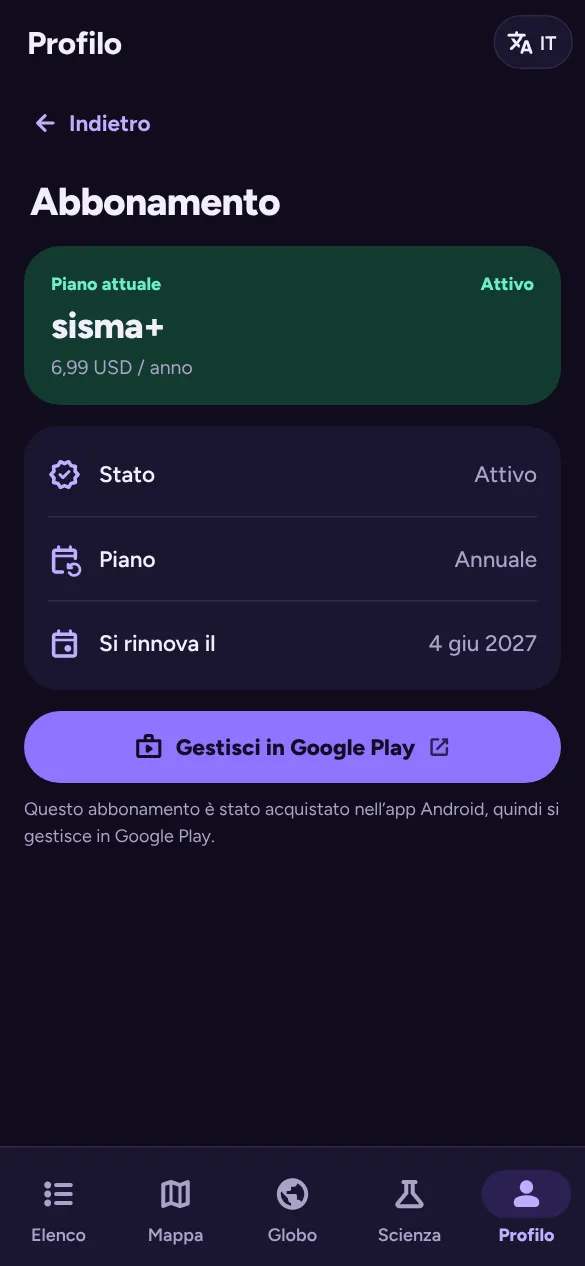 Profilo
IT
Indietro
Abbonamento
Piano attuale
Attivo
sisma+
6,99 USD / anno
Stato
Attivo
Piano
Annuale
Si rinnova il
4 giu 2027
Gestisci in Google Play
Questo abbonamento è stato acquistato nell’app Android, quindi si
gestisce in Google Play.
Elenco
Mappa
Globo
Scienza
Profilo